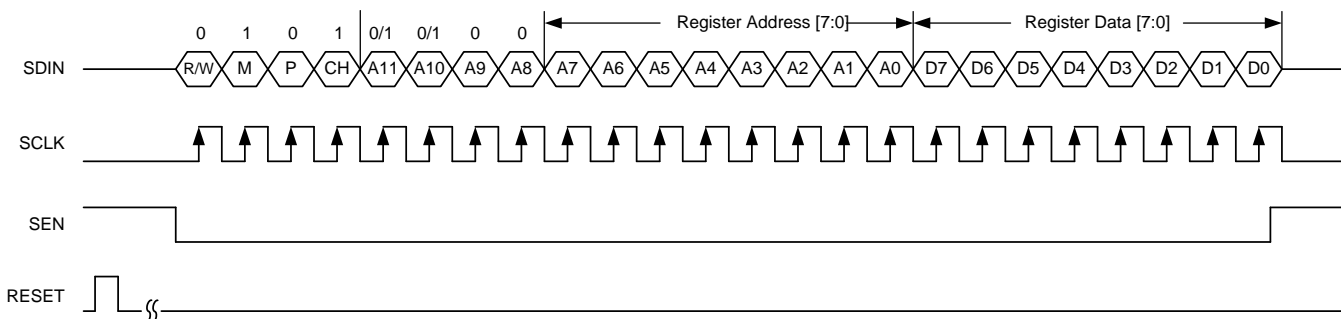 Register Address [7:0]
Register Data [7:0]
0 1 0 1 0/1 0/1 0 0
SDIN R/W M P CH A11 A10 A9 A8 A7 A6 A5 A4 A3 A2 A1 A0 D7 D6 D5 D4 D3 D2 D1 D0
SCLK
SEN
RESET